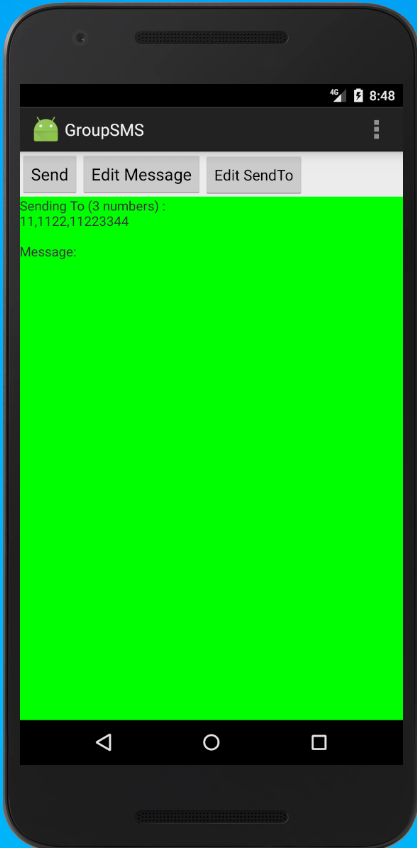 4G 8:48
GroupSMS
Send Edit Message Edit SendTo
Sending To (3 numbers) :
11,1122,11223344
Message: